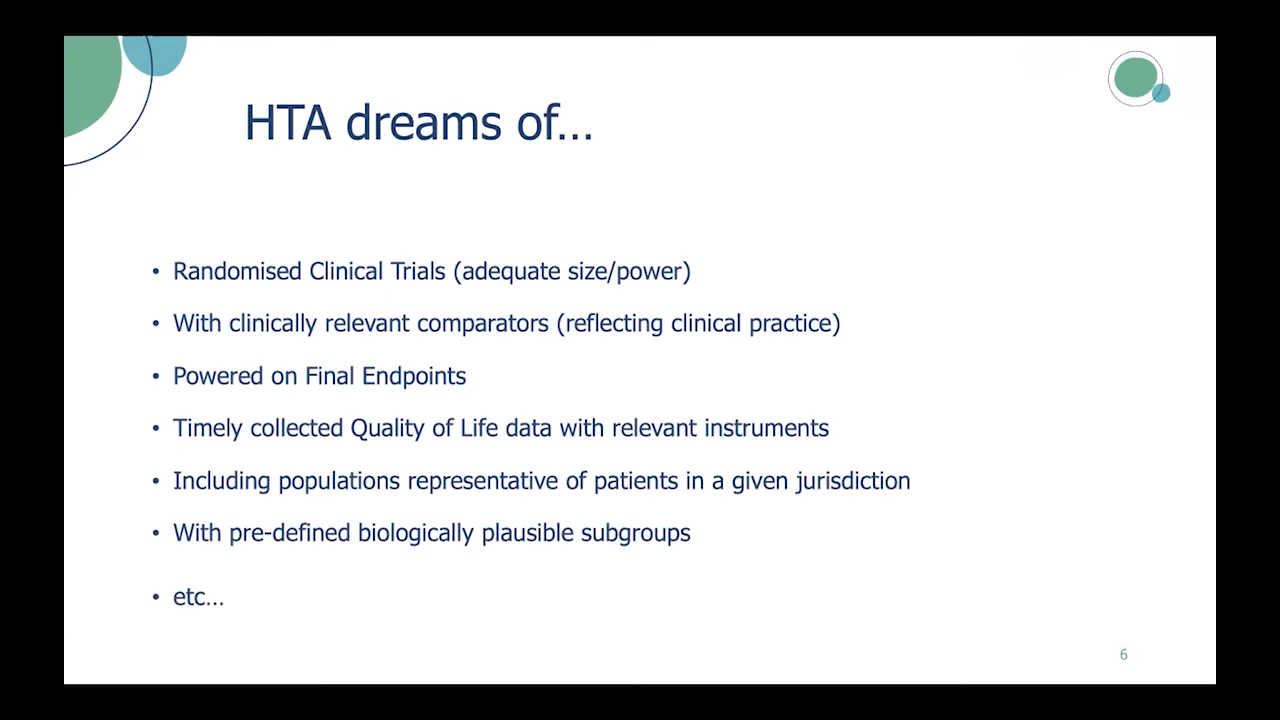 HTA dreams of...
• Randomised Clinical Trials (adequate size/power)
• With clinically relevant comparators (reflecting clinical practice)
• Powered on Final Endpoints
• Timely collected Quality of Life data with relevant instruments
• Including populations representative of patients in a given jurisdiction
• With pre-defined biologically plausible subgroups
• etc...
6